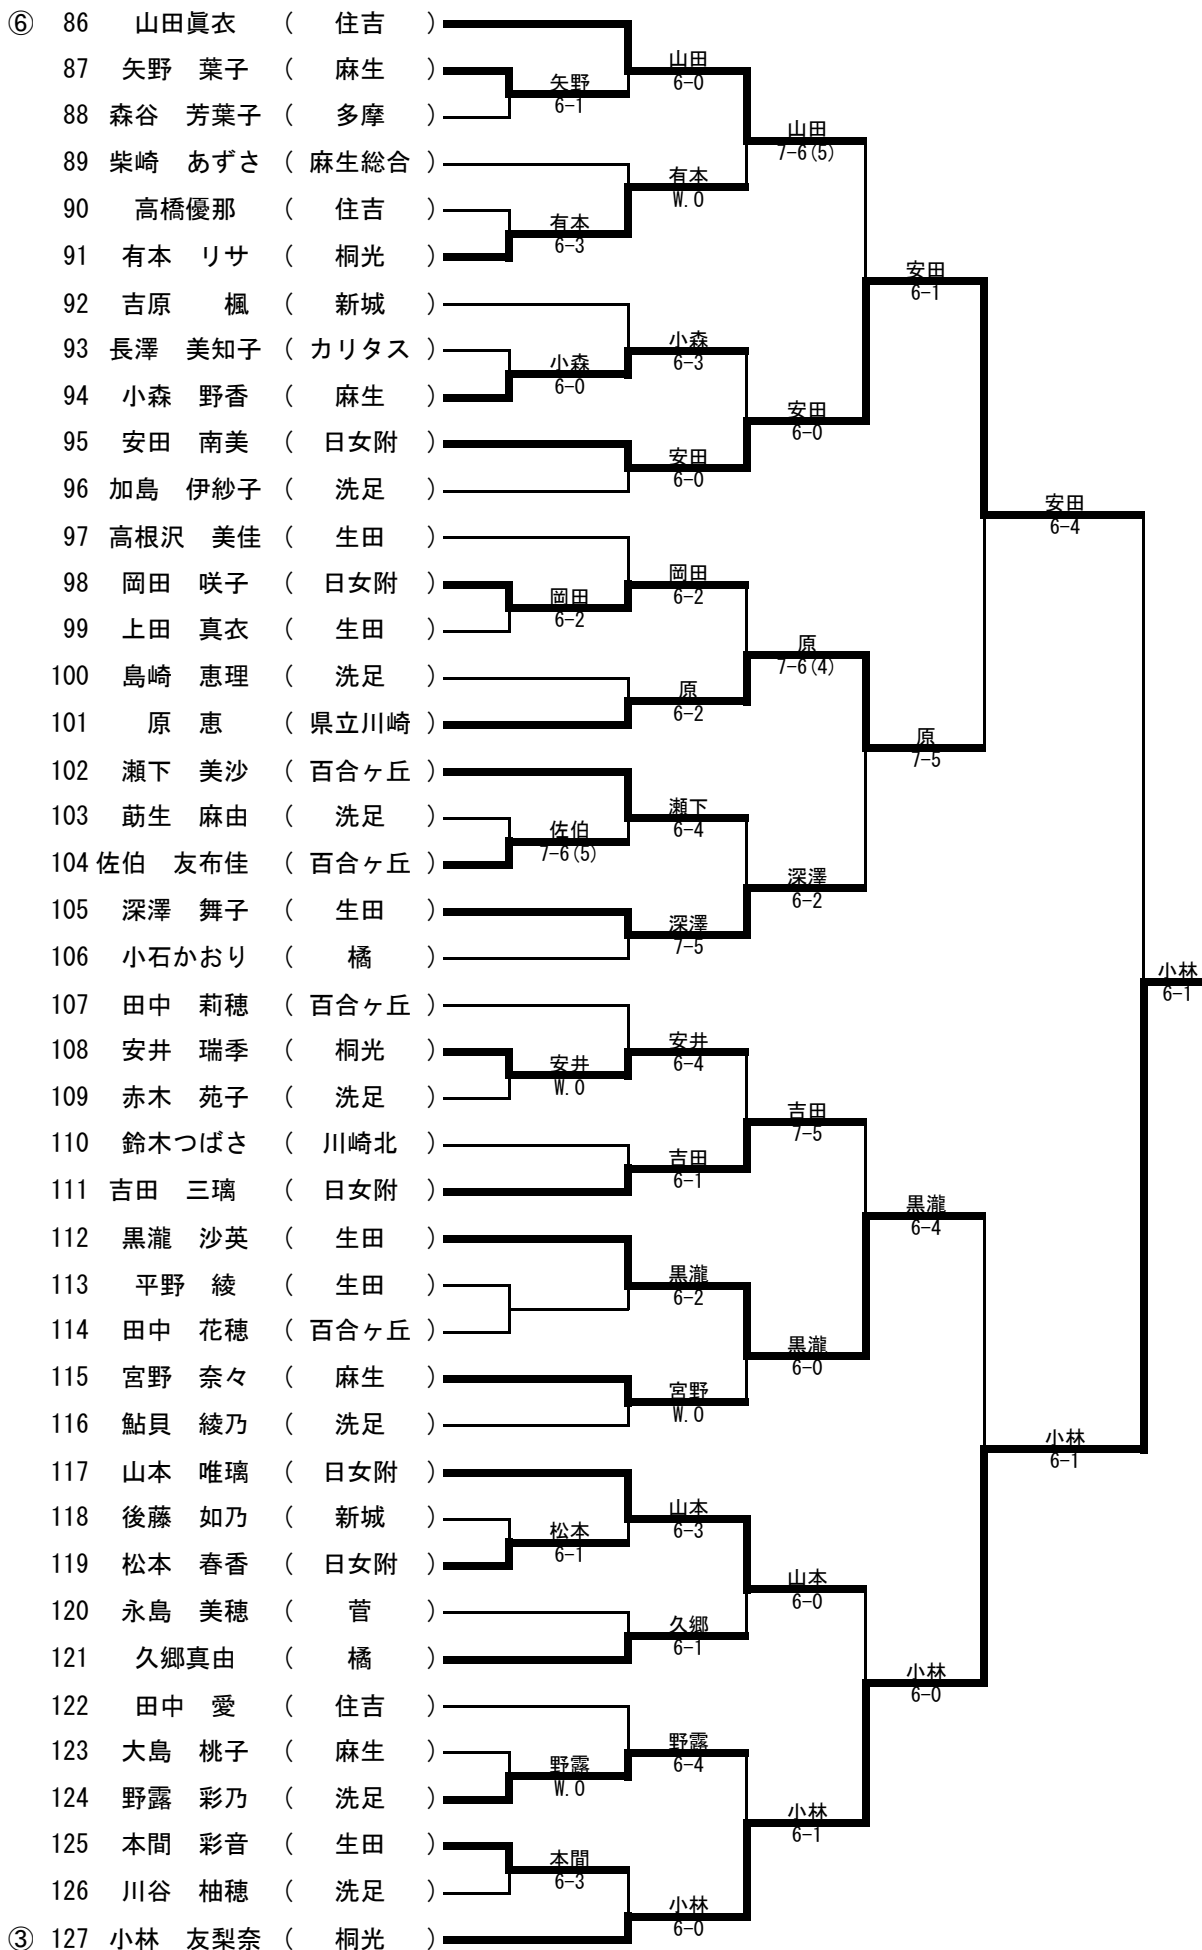 ⑥ 86 山田眞衣 ( 住吉 )
山田
87 矢野 葉子 ( 麻生 )
矢野 6-0
88 森谷 芳葉子 ( 多摩 )
6-1
山田
7-6(5)
89 柴崎 あずさ ( 麻生総合 )
有本
W.0
90 高橋優那 ( 住吉 )
有本
6-3
91 有本 リサ ( 桐光 )
安田
6-1
92 吉原 楓 ( 新城 )
小森
6-3
93 長澤 美知子 ( カリタス )
小森
6-0
94 小森 野香 ( 麻生 )
安田
6-0
95 安田 南美 ( 日女附 )
安田
6-0
96 加島 伊紗子 ( 洗足 )
安田
6-4
97 高根沢 美佳 ( 生田 )
岡田
6-2
98 岡田 咲子 ( 日女附 )
岡田
6-2
99 上田 真衣 ( 生田 )
原
7-6(4)
100 島崎 恵理 ( 洗足 )
原
6-2
101 原 恵 ( 県立川崎 )
原
7-5
102 瀬下 美沙 ( 百合ヶ丘 )
瀬下
6-4
103 莇生 麻由 ( 洗足 )
佐伯
7-6(5)
104 佐伯 友布佳 ( 百合ヶ丘 )
深澤
6-2
105 深澤 舞子 ( 生田 )
深澤
7-5
106 小石かおり ( 橘 )
小林
6-1
107 田中 莉穂 ( 百合ヶ丘 )
安井
6-4
108 安井 瑞季 ( 桐光 )
安井
W.0
109 赤木 苑子 ( 洗足 )
吉田
7-5
110 鈴木つばさ ( 川崎北 )
吉田
6-1
111 吉田 三璃 ( 日女附 )
黒瀧
6-4
112 黒瀧 沙英 ( 生田 )
黒瀧
6-2
113 平野 綾 ( 生田 )
114 田中 花穂 ( 百合ヶ丘 )
黒瀧
6-0
115 宮野 奈々 ( 麻生 )
宮野
W.0
116 鮎貝 綾乃 ( 洗足 )
小林
6-1
117 山本 唯璃 ( 日女附 )
山本
6-3
118 後藤 如乃 ( 新城 )
松本
6-1
119 松本 春香 ( 日女附 )
山本
6-0
120 永島 美穂 ( 菅 )
久郷
6-1
121 久郷真由 ( 橘 )
小林
6-0
122 田中 愛 ( 住吉 )
野露
6-4
123 大島 桃子 ( 麻生 )
野露
W.0
124 野露 彩乃 ( 洗足 )
小林
6-1
125 本間 彩音 ( 生田 )
本間
6-3
126 川谷 柚穂 ( 洗足 )
小林
6-0
③ 127 小林 友梨奈 ( 桐光 )